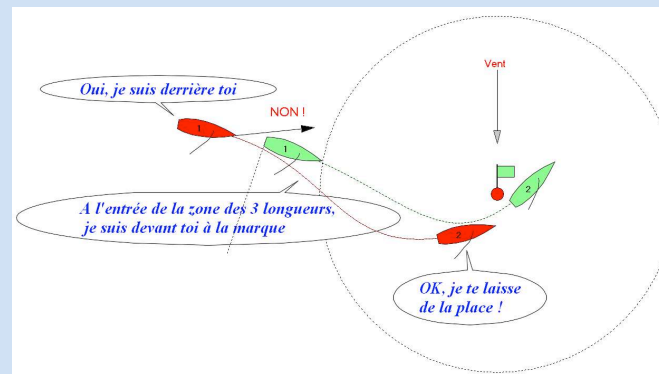 Vent
Oui, je suis derrière toi
NON !
1
1
2
A l'entrée de la zone des 3 longueurs,
je suis devant toi à la marque
2
OK, je te laisse
de la place !